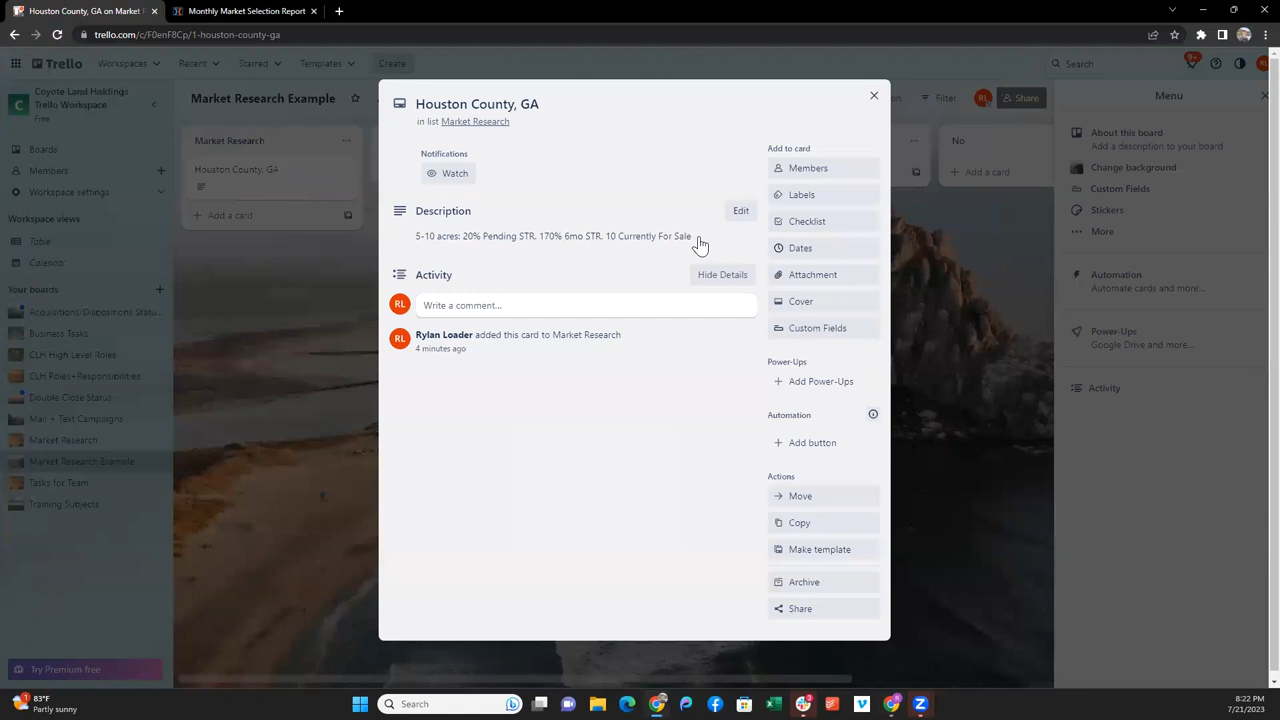 Houston County, GA on Market Re
Monthly Market Selection Report
trello.com/c/F0enF8Cp/1-houston-county-ga
Trello
Workspaces
Recent
Starred
Templates
Create
Search
9+
RL
Coyote Land Holdings
Trello Workspace
Boards
Members
Workspace settings
Workspace views
Table
Calendar
Your boards
Acquisitions/Dispositions Status...
Business Tasks
CLH High Level Roles
CLH Roles+Responsibilities
Double Close Status
Mail + Text Campaigns
Market Research
Market Research Example
Tasks for Team
Training Subjects
Try Premium free
Market Research Example
Filter
RL
Share
Market Research
Houston County, GA
Add a card
No
Add a card
Houston County, GA
in list Market Research
Notifications
Watch
Description
Edit
5-10 acres: 20% Pending STR. 170% 6mo STR. 10 Currently For Sale
Activity
Hide Details
RL
Write a comment...
RL
Rylan Loader added this card to Market Research
4 minutes ago
Add to card
Members
Labels
Checklist
Dates
Attachment
Cover
Custom Fields
Power-Ups
Add Power-Ups
Automation
Add button
Actions
Move
Copy
Make template
Archive
Share
Menu
About this board
Add a description to your board
Change background
Custom Fields
Stickers
More
Automation
Automate cards and more...
Power-Ups
Google Drive and more...
Activity
83°F
Partly sunny
Search
8:22 PM
7/21/2023